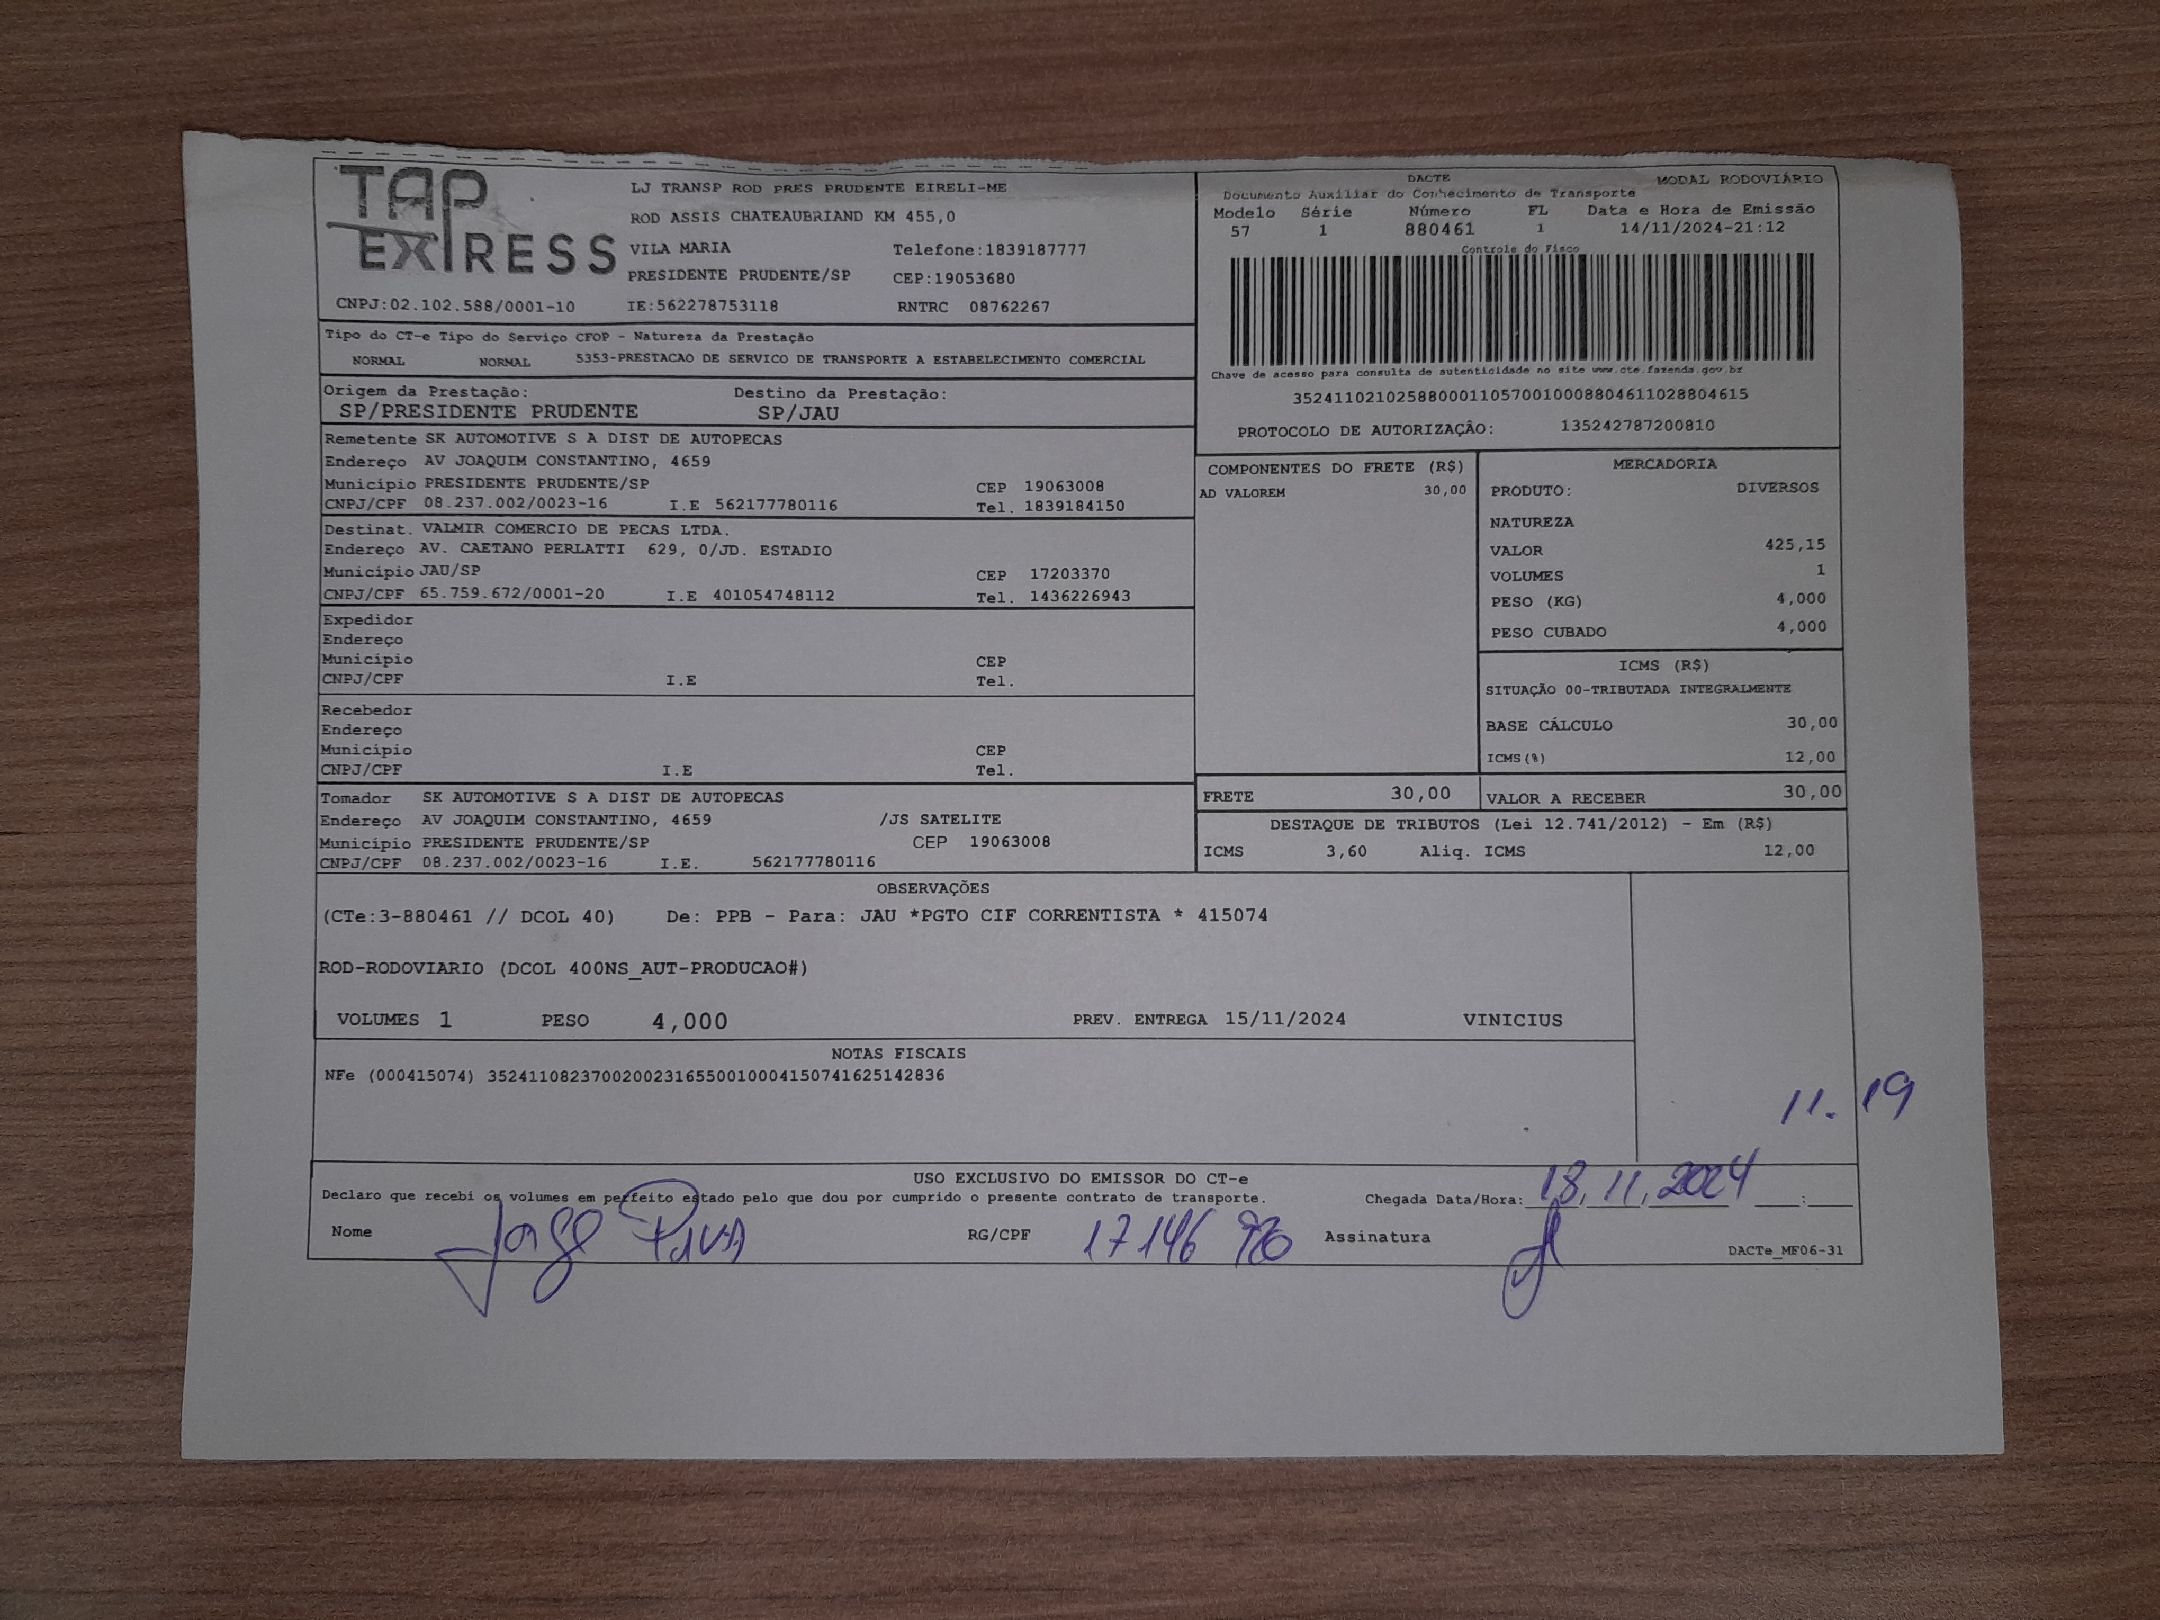 TAP EXPRESS
LJ TRANSP ROD PRES PRUDENTE EIRELI-ME
ROD ASSIS CHATEAUBRIAND KM 455,0
VILA MARIA Telefone:1839187777
PRESIDENTE PRUDENTE/SP CEP:19053680
CNPJ:02.102.588/0001-10 IE:562278753118 RNTRC 08762267
DACTE MODAL RODOVIÁRIO
Documento Auxiliar do Conhecimento de Transporte
Modelo Série Número FL Data e Hora de Emissão
57 1 880461 1 14/11/2024-21:12
Controle do Fisco
Chave de acesso para consulta de autenticidade no site www.cte.fazenda.gov.br
35241102102588000110570010008804611028804615
PROTOCOLO DE AUTORIZAÇÃO: 135242787200810
Tipo do CT-e Tipo do Serviço CFOP - Natureza da Prestação
NORMAL NORMAL 5353-PRESTACAO DE SERVICO DE TRANSPORTE A ESTABELECIMENTO COMERCIAL
Origem da Prestação: Destino da Prestação:
SP/PRESIDENTE PRUDENTE SP/JAU
Remetente SK AUTOMOTIVE S A DIST DE AUTOPECAS
Endereço AV JOAQUIM CONSTANTINO, 4659
Município PRESIDENTE PRUDENTE/SP CEP 19063008
CNPJ/CPF 08.237.002/0023-16 I.E 562177780116 Tel. 1839184150
Destinat. VALMIR COMERCIO DE PECAS LTDA.
Endereço AV. CAETANO PERLATTI 629, 0/JD. ESTADIO
Município JAU/SP CEP 17203370
CNPJ/CPF 65.759.672/0001-20 I.E 401054748112 Tel. 1436226943
Expedidor
Endereço
Município CEP
CNPJ/CPF I.E Tel.
Recebedor
Endereço
Município CEP
CNPJ/CPF I.E Tel.
Tomador SK AUTOMOTIVE S A DIST DE AUTOPECAS
Endereço AV JOAQUIM CONSTANTINO, 4659 /JS SATELITE
Município PRESIDENTE PRUDENTE/SP CEP 19063008
CNPJ/CPF 08.237.002/0023-16 I.E. 562177780116
COMPONENTES DO FRETE (R$)
AD VALOREM 30,00
MERCADORIA
PRODUTO: DIVERSOS
NATUREZA
VALOR 425,15
VOLUMES 1
PESO (KG) 4,000
PESO CUBADO 4,000
ICMS (R$)
SITUAÇÃO 00-TRIBUTADA INTEGRALMENTE
BASE CÁLCULO 30,00
ICMS(%) 12,00
FRETE 30,00 VALOR A RECEBER 30,00
DESTAQUE DE TRIBUTOS (Lei 12.741/2012) - Em (R$)
ICMS 3,60 Aliq. ICMS 12,00
OBSERVAÇÕES
(CTe:3-880461 // DCOL 40) De: PPB - Para: JAU *PGTO CIF CORRENTISTA * 415074
ROD-RODOVIARIO (DCOL 400NS_AUT-PRODUCAO#)
VOLUMES 1 PESO 4,000 PREV. ENTREGA 15/11/2024 VINICIUS
NOTAS FISCAIS
NFe (000415074) 35241108237002002316550010004150741625142836
11.19
USO EXCLUSIVO DO EMISSOR DO CT-e
Declaro que recebi os volumes em perfeito estado pelo que dou por cumprido o presente contrato de transporte. Chegada Data/Hora: 18,11,2024 :
Nome Jorge Paiva RG/CPF 17146 Assinatura
DACTe_MF06-31